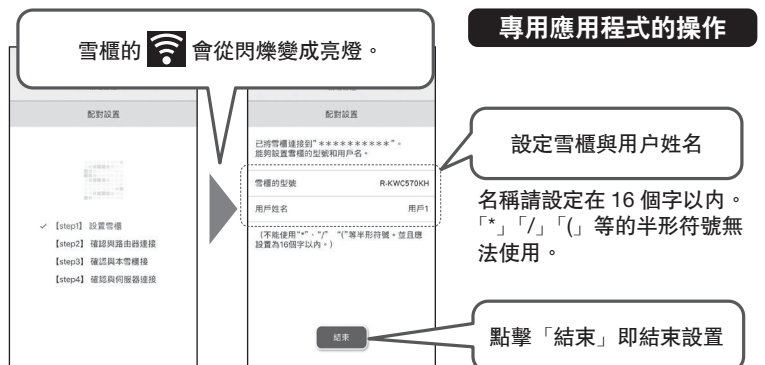 專用應用程式的操作
雪櫃的 會從閃爍變成亮燈。
配對設置
✓ 【step1】 設置雪櫃
【step2】 確認與路由器連接
【step3】 確認與本雪櫃接
【step4】 確認與伺服器連接
配對設置
已將雪櫃連接到"**********"。
能夠設置雪櫃的型號和用戶名。
雪櫃的型號 R-KWC570KH
用戶姓名 用戶1
(不能使用"*"、"/" "("等半形符號。並且應
設置為16個字以內。)
結束
設定雪櫃與用户姓名
名稱請設定在 16 個字以内。
「*」「/」「(」等的半形符號無
法使用。
點擊「結束」即結束設置